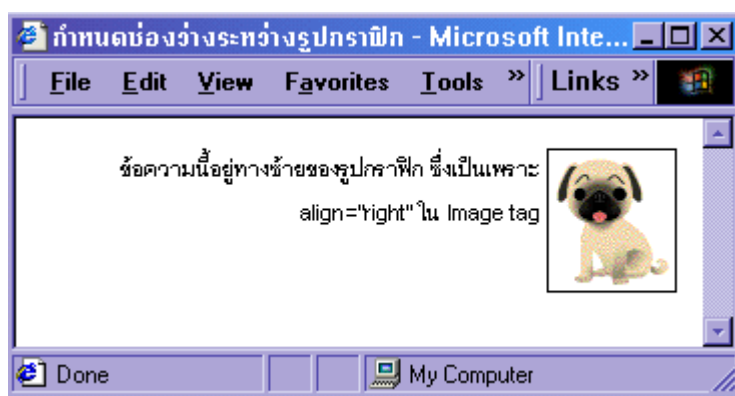 กำหนดช่องว่างระหว่างรูปกราฟิก - Microsoft Inte...
File Edit View Favorites Tools » Links »
ข้อความนี้อยู่ทางซ้ายของรูปกราฟิก ซึ่งเป็นเพราะ
align="right" ใน Image tag
Done My Computer